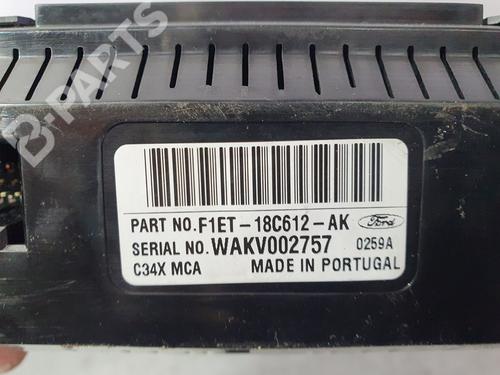 B-PARTS
PART NO. F1ET-18C612-AK Ford
SERIAL NO. WAKV002757 0259A
C34X MCA MADE IN PORTUGAL